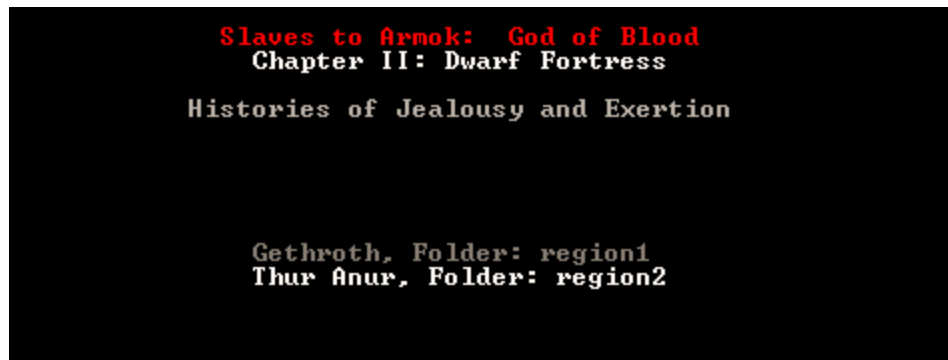 Slaves to Armok: God of Blood
Chapter II: Dwarf Fortress
Histories of Jealousy and Exertion
Gethroth, Folder: region1
Thur Anur, Folder: region2